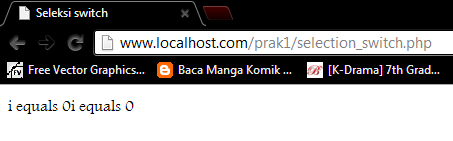 Seleksi switch
www.localhost.com/prak1/selection_switch.php
Free Vector Graphics... Baca Manga Komik ... [K-Drama] 7th Grad...
i equals 0i equals 0